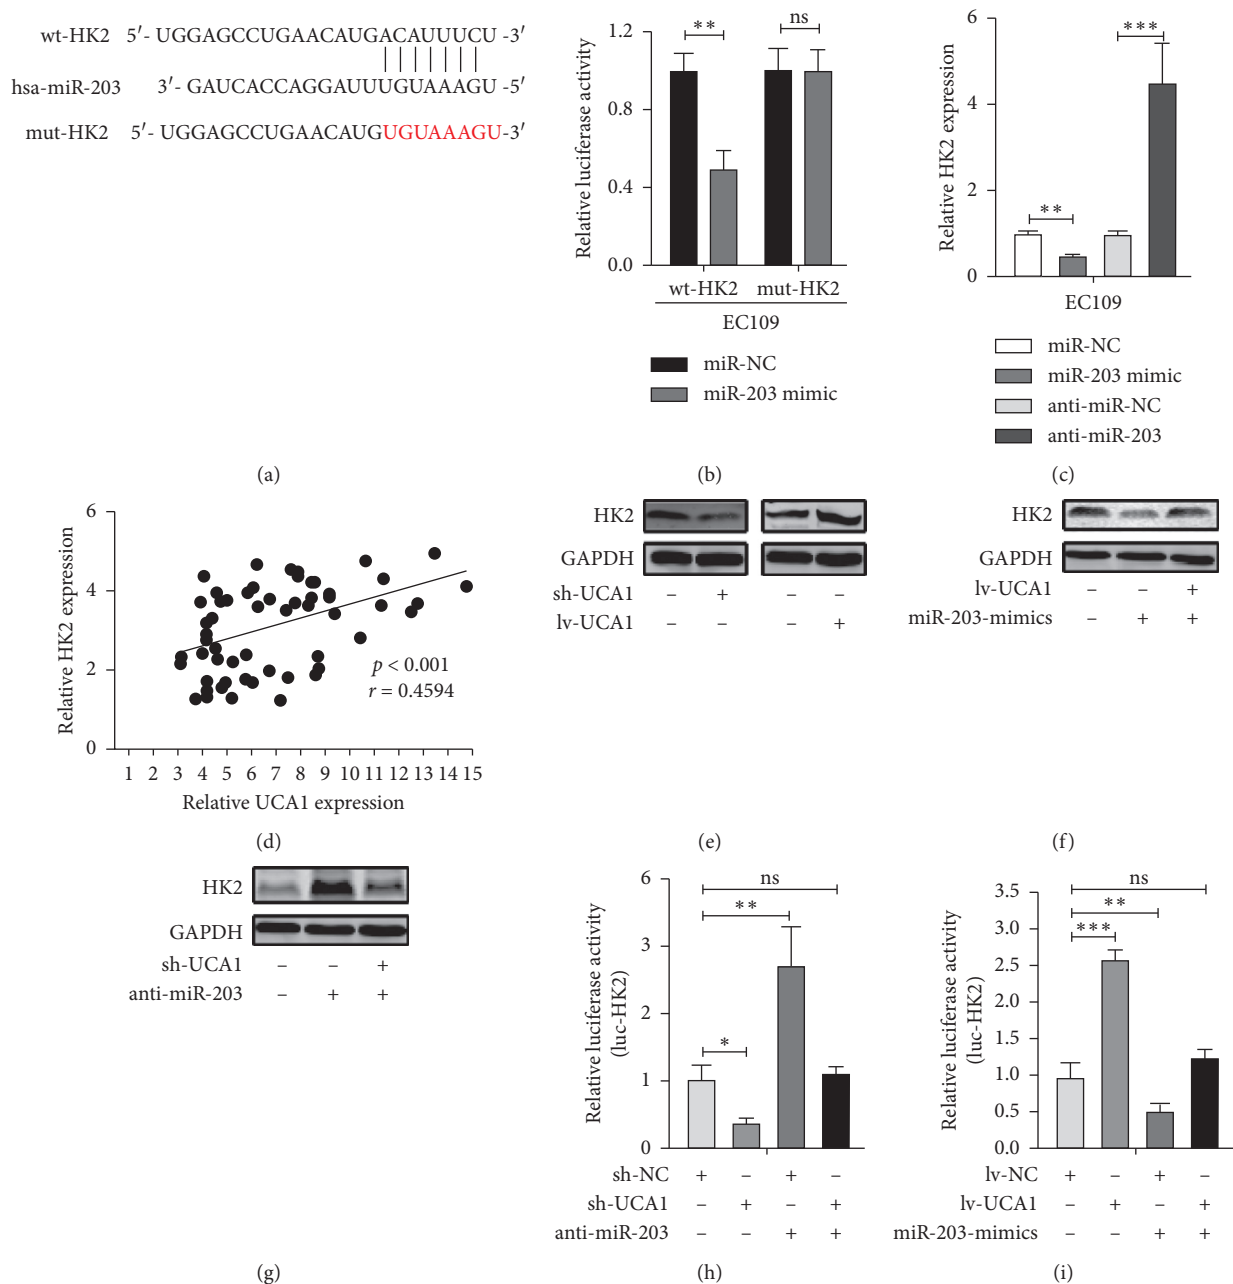 wt-HK2 5′- UGGAGCCUGAACAUGACAUUUCU -3′
hsa-miR-203 3′- GAUCACCAGGAUUUGUAAAGU -5′
mut-HK2 5′- UGGAGCCUGAACAUGUGUAAAGU-3′
(a)
Relative luciferase activity
1.2
0.8
0.4
0.0
** ns
wt-HK2 mut-HK2
EC109
miR-NC
miR-203 mimic
(b)
Relative HK2 expression
6
4
2
0
**
***
EC109
miR-NC
miR-203 mimic
anti-miR-NC
anti-miR-203
(c)
Relative HK2 expression
6
4
2
0
p < 0.001
r = 0.4594
1 2 3 4 5 6 7 8 9 10 11 12 13 14 15
Relative UCA1 expression
(d)
HK2
GAPDH
sh-UCA1 – + – –
lv-UCA1 – – – +
(e)
HK2
GAPDH
lv-UCA1 – – +
miR-203-mimics – + +
(f)
HK2
GAPDH
sh-UCA1 – – +
anti-miR-203 – + +
(g)
Relative luciferase activity
(luc-HK2)
6
3
2
1
0
ns
**
*
sh-NC + – + –
sh-UCA1 – + – +
anti-miR-203 – – + +
(h)
Relative luciferase activity
(luc-HK2)
3.5
3.0
2.5
2.0
1.5
1.0
0.5
0.0
ns
**
***
lv-NC + – + –
lv-UCA1 – + – +
miR-203-mimics – – + +
(i)